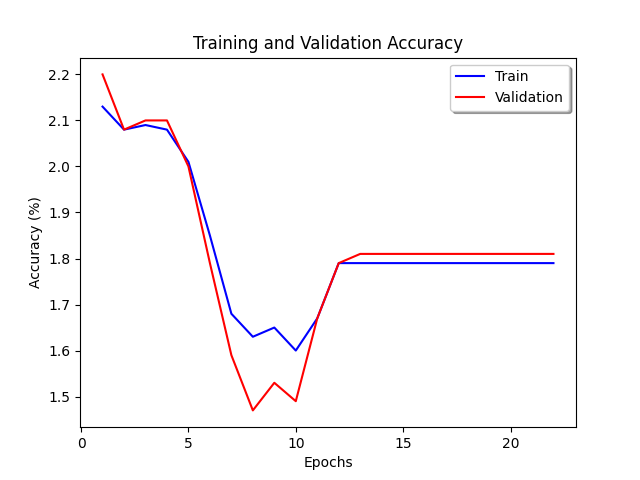 Training and Validation Accuracy
Train
Validation
Accuracy (%)
2.2
2.1
2.0
1.9
1.8
1.7
1.6
1.5
0 5 10 15 20
Epochs